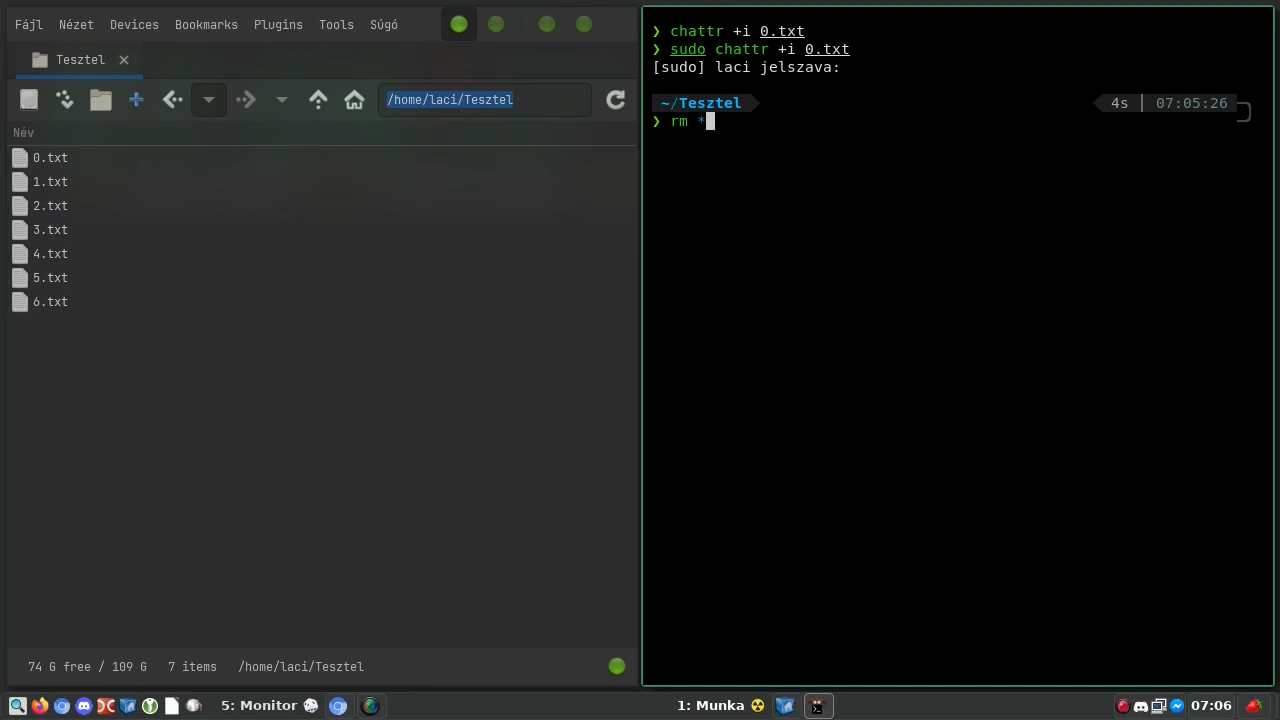 Fájl Nézet Devices Bookmarks Plugins Tools Súgó
Tesztel
/home/laci/Tesztel
Név
0.txt
1.txt
2.txt
3.txt
4.txt
5.txt
6.txt
74 G free / 109 G 7 items /home/laci/Tesztel
❯ chattr +i 0.txt
❯ sudo chattr +i 0.txt
[sudo] laci jelszava:
~/Tesztel 4s | 07:05:26
❯ rm *
5: Monitor 1: Munka 07:06